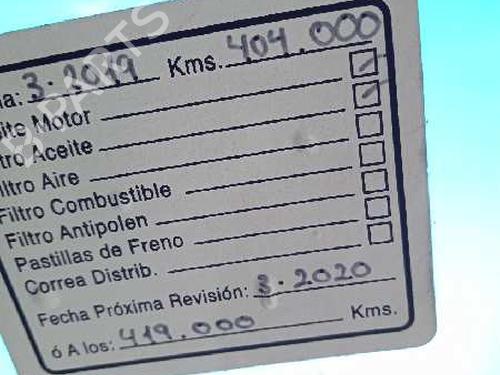 3-2019 Kms. 404.000
Motor
Aceite
Filtro Aire
Filtro Combustible
Filtro Antipolen
Pastillas de Freno
Correa Distrib.
Fecha Próxima Revisión: 3-2020
ó A los: 419.000 Kms.